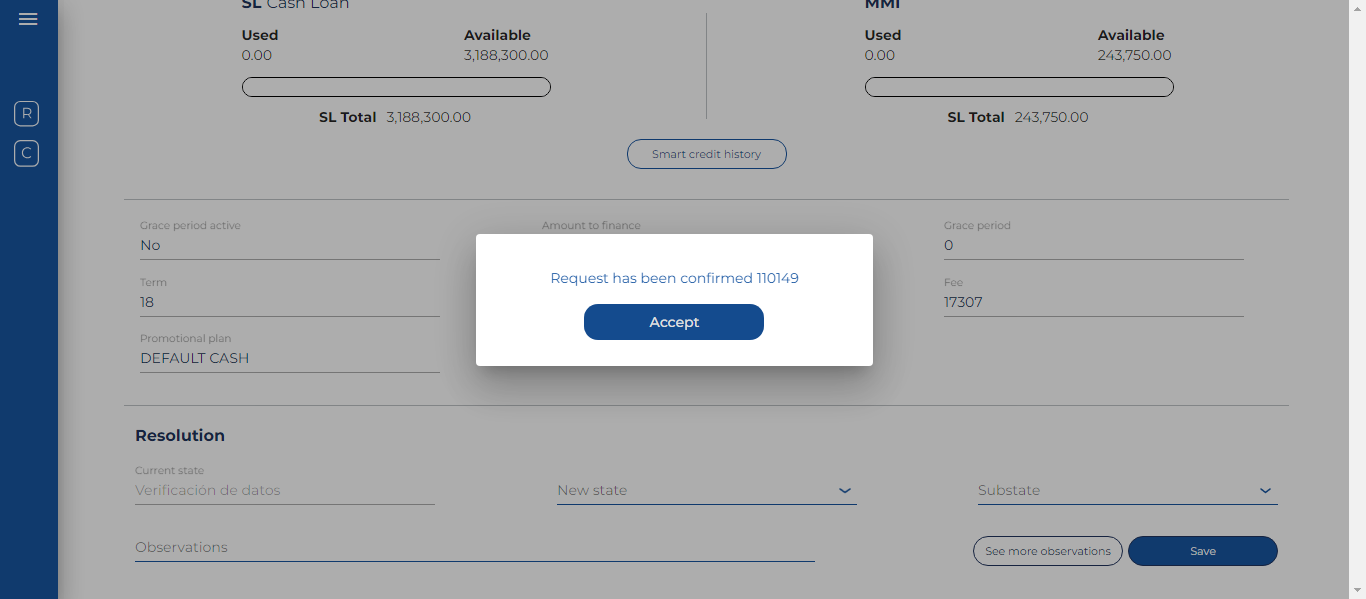 SL Cash Loan
MMI
Used Available
0.00 3,188,300.00
Used Available
0.00 243,750.00
SL Total 3,188,300.00
SL Total 243,750.00
Smart credit history
R
C
Grace period active
No
Amount to finance
Grace period
0
Term
18
Fee
17307
Promotional plan
DEFAULT CASH
Request has been confirmed 110149
Accept
Resolution
Current state
Verificación de datos
New state
Substate
Observations
See more observations
Save